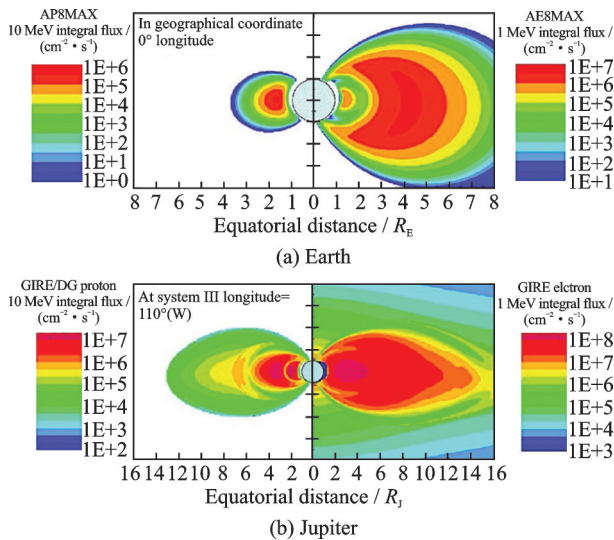 AP8MAX
10 MeV integral flux /
(cm⁻² • s⁻¹)
1E+6
1E+5
1E+4
1E+3
1E+2
1E+1
1E+0
In geographical coordinate
0° longitude
AE8MAX
1 MeV integral flux /
(cm⁻² • s⁻¹)
1E+7
1E+6
1E+5
1E+4
1E+3
1E+2
1E+1
8 6 4 2 0 0 1 2 3 4 5 6 7 8
Equatorial distance / R_E
(a) Earth
GIRE/DG proton
10 MeV integral flux /
(cm⁻² • s⁻¹)
1E+7
1E+6
1E+5
1E+4
1E+3
1E+2
At system III longitude=
110°(W)
GIRE elctron
1 MeV integral flux /
(cm⁻² • s⁻¹)
1E+8
1E+7
1E+6
1E+5
1E+4
1E+3
16 14 12 10 8 6 4 2 0 2 4 6 8 10 12 14 16
Equatorial distance / R_J
(b) Jupiter